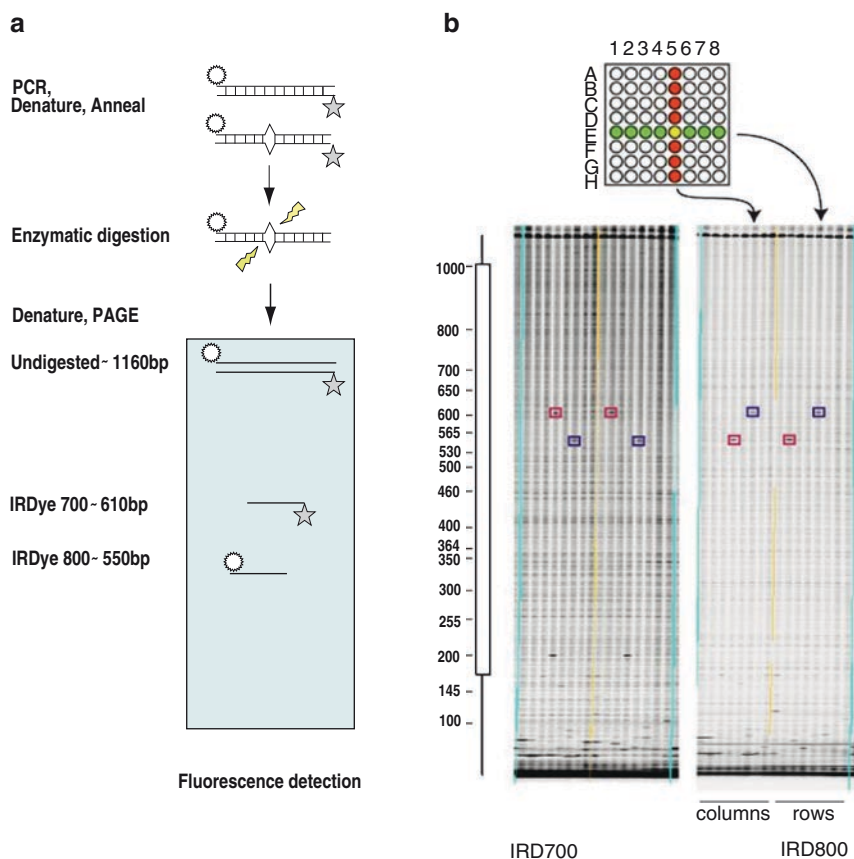 a
PCR,
Denature, Anneal
Enzymatic digestion
Denature, PAGE
Undigested~ 1160bp
IRDye 700~ 610bp
IRDye 800~ 550bp
Fluorescence detection
b
1 2 3 4 5 6 7 8
A
B
C
D
E
F
G
H
1000
800
700
650
600
565
530
500
460
400
364
350
300
255
200
145
100
columns rows
IRD700 IRD800